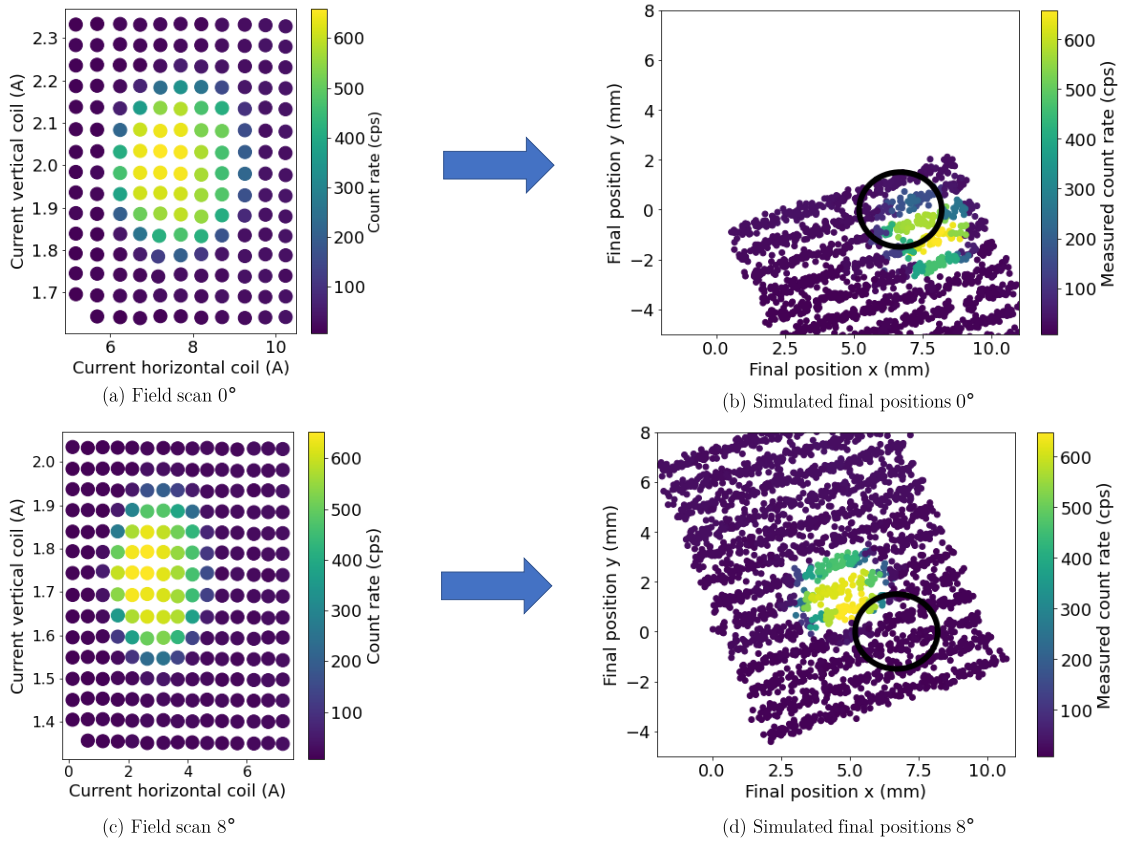 2.3
2.2
2.1
2.0
1.9
1.8
1.7
Current vertical coil (A)
6 8 10
Current horizontal coil (A)
600
500
400
300
200
100
Count rate (cps)
(a) Field scan 0°
8
6
4
2
0
−2
−4
Final position y (mm)
0.0 2.5 5.0 7.5 10.0
Final position x (mm)
600
500
400
300
200
100
Measured count rate (cps)
(b) Simulated final positions 0°
2.0
1.9
1.8
1.7
1.6
1.5
1.4
Current vertical coil (A)
0 2 4 6
Current horizontal coil (A)
600
500
400
300
200
100
Count rate (cps)
(c) Field scan 8°
8
6
4
2
0
−2
−4
Final position y (mm)
0.0 2.5 5.0 7.5 10.0
Final position x (mm)
600
500
400
300
200
100
Measured count rate (cps)
(d) Simulated final positions 8°